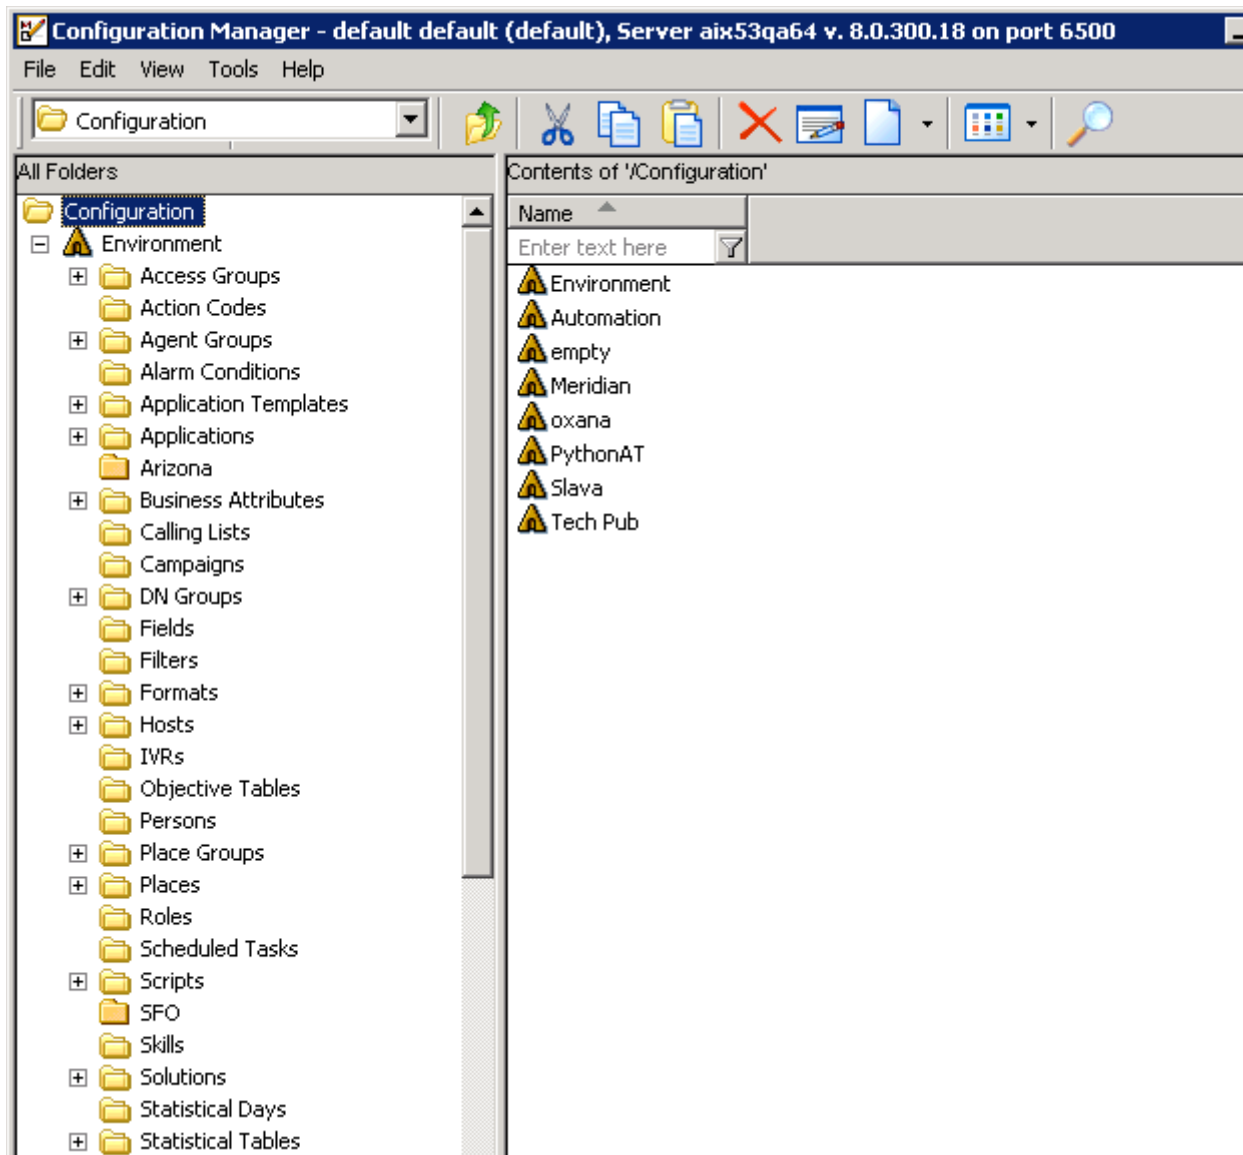 Configuration Manager - default default (default), Server aix53qa64 v. 8.0.300.18 on port 6500
File Edit View Tools Help
Configuration
All Folders
Configuration
Environment
Access Groups
Action Codes
Agent Groups
Alarm Conditions
Application Templates
Applications
Arizona
Business Attributes
Calling Lists
Campaigns
DN Groups
Fields
Filters
Formats
Hosts
IVRs
Objective Tables
Persons
Place Groups
Places
Roles
Scheduled Tasks
Scripts
SFO
Skills
Solutions
Statistical Days
Statistical Tables
Contents of '/Configuration'
Name
Enter text here
Environment
Automation
empty
Meridian
oxana
PythonAT
Slava
Tech Pub